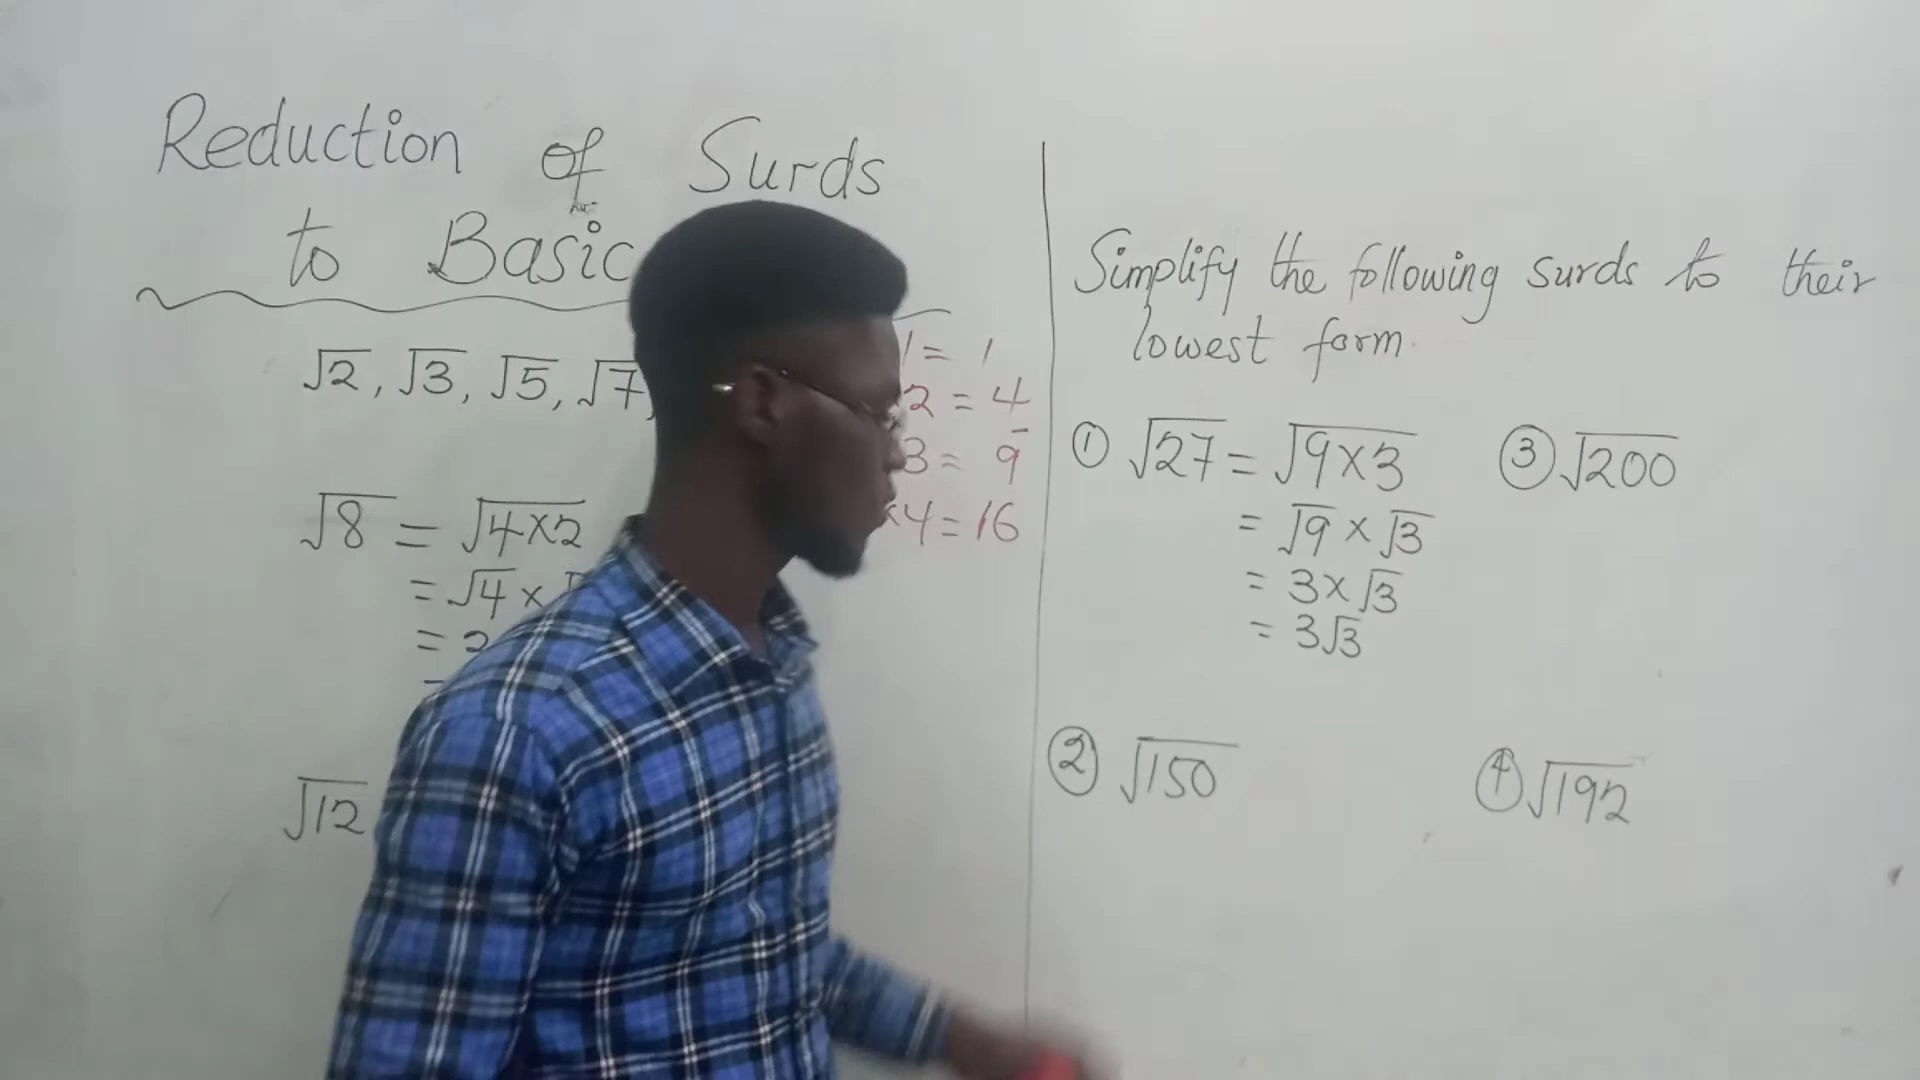 Reduction of Surds
to Basic
√2, √3, √5, √7,
√8 = √4×2
= √4 ×
= 2
=
√12
1 = 1
2 = 4
3 = 9
×4 = 16
Simplify the following surds to their
lowest form
① √27 = √9×3
= √9 × √3
= 3 × √3
= 3√3
② √150
③ √200
④ √192